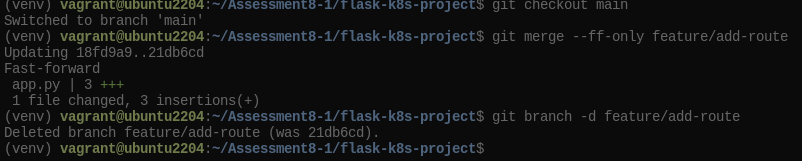 (venv) vagrant@ubuntu2204:~/Assessment8-1/flask-k8s-project$ git checkout main
Switched to branch 'main'
(venv) vagrant@ubuntu2204:~/Assessment8-1/flask-k8s-project$ git merge --ff-only feature/add-route
Updating 18fd9a9..21db6cd
Fast-forward
 app.py | 3 +++
 1 file changed, 3 insertions(+)
(venv) vagrant@ubuntu2204:~/Assessment8-1/flask-k8s-project$ git branch -d feature/add-route
Deleted branch feature/add-route (was 21db6cd).
(venv) vagrant@ubuntu2204:~/Assessment8-1/flask-k8s-project$